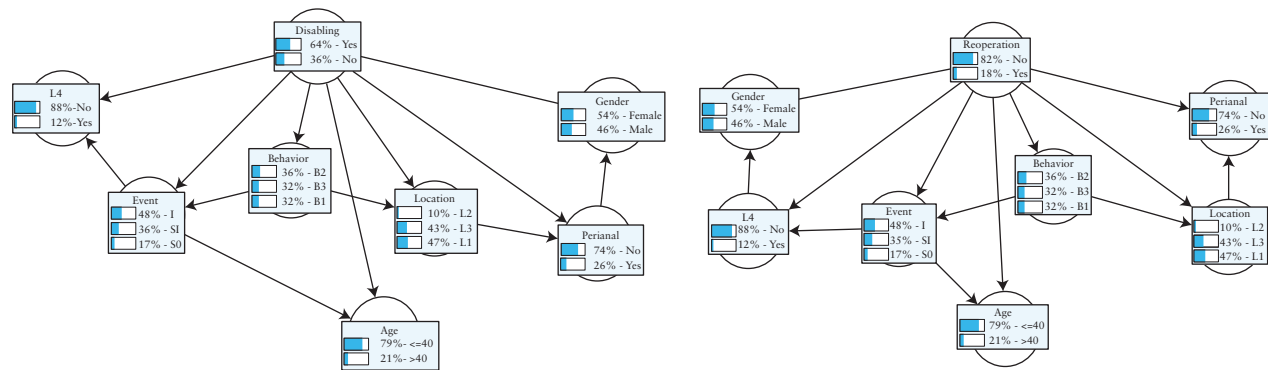 Disabling
64% - Yes
36% - No
L4
88%-No
12%-Yes
Gender
54% - Female
46% - Male
Behavior
36% - B2
32% - B3
32% - B1
Event
48% - I
36% - SI
17% - S0
Location
10% - L2
43% - L3
47% - L1
Perianal
74% - No
26% - Yes
Age
79%- <=40
21%- >40
Reoperation
82% - No
18% - Yes
Gender
54% - Female
46% - Male
Perianal
74% - No
26% - Yes
Behavior
36% - B2
32% - B3
32% - B1
L4
88% - No
12% - Yes
Event
48% - I
35% - SI
17% - S0
Location
10% - L2
43% - L3
47% - L1
Age
79% - <=40
21% - >40